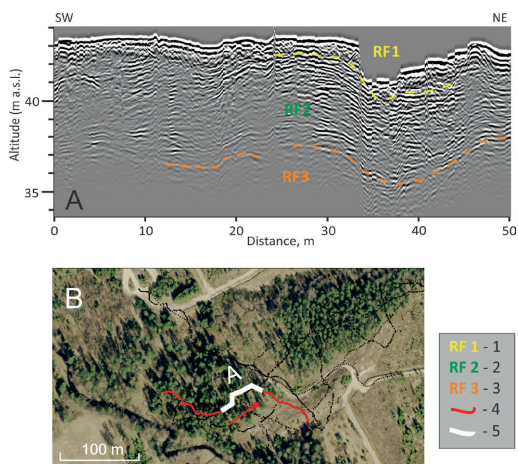 SW
NE
RF1
RF2
RF3
40
35
Altitude (m a.s.l.)
A
0
10
20
30
40
50
Distance, m
B
A
100 m
RF 1 - 1
RF 2 - 2
RF 3 - 3
- 4
- 5